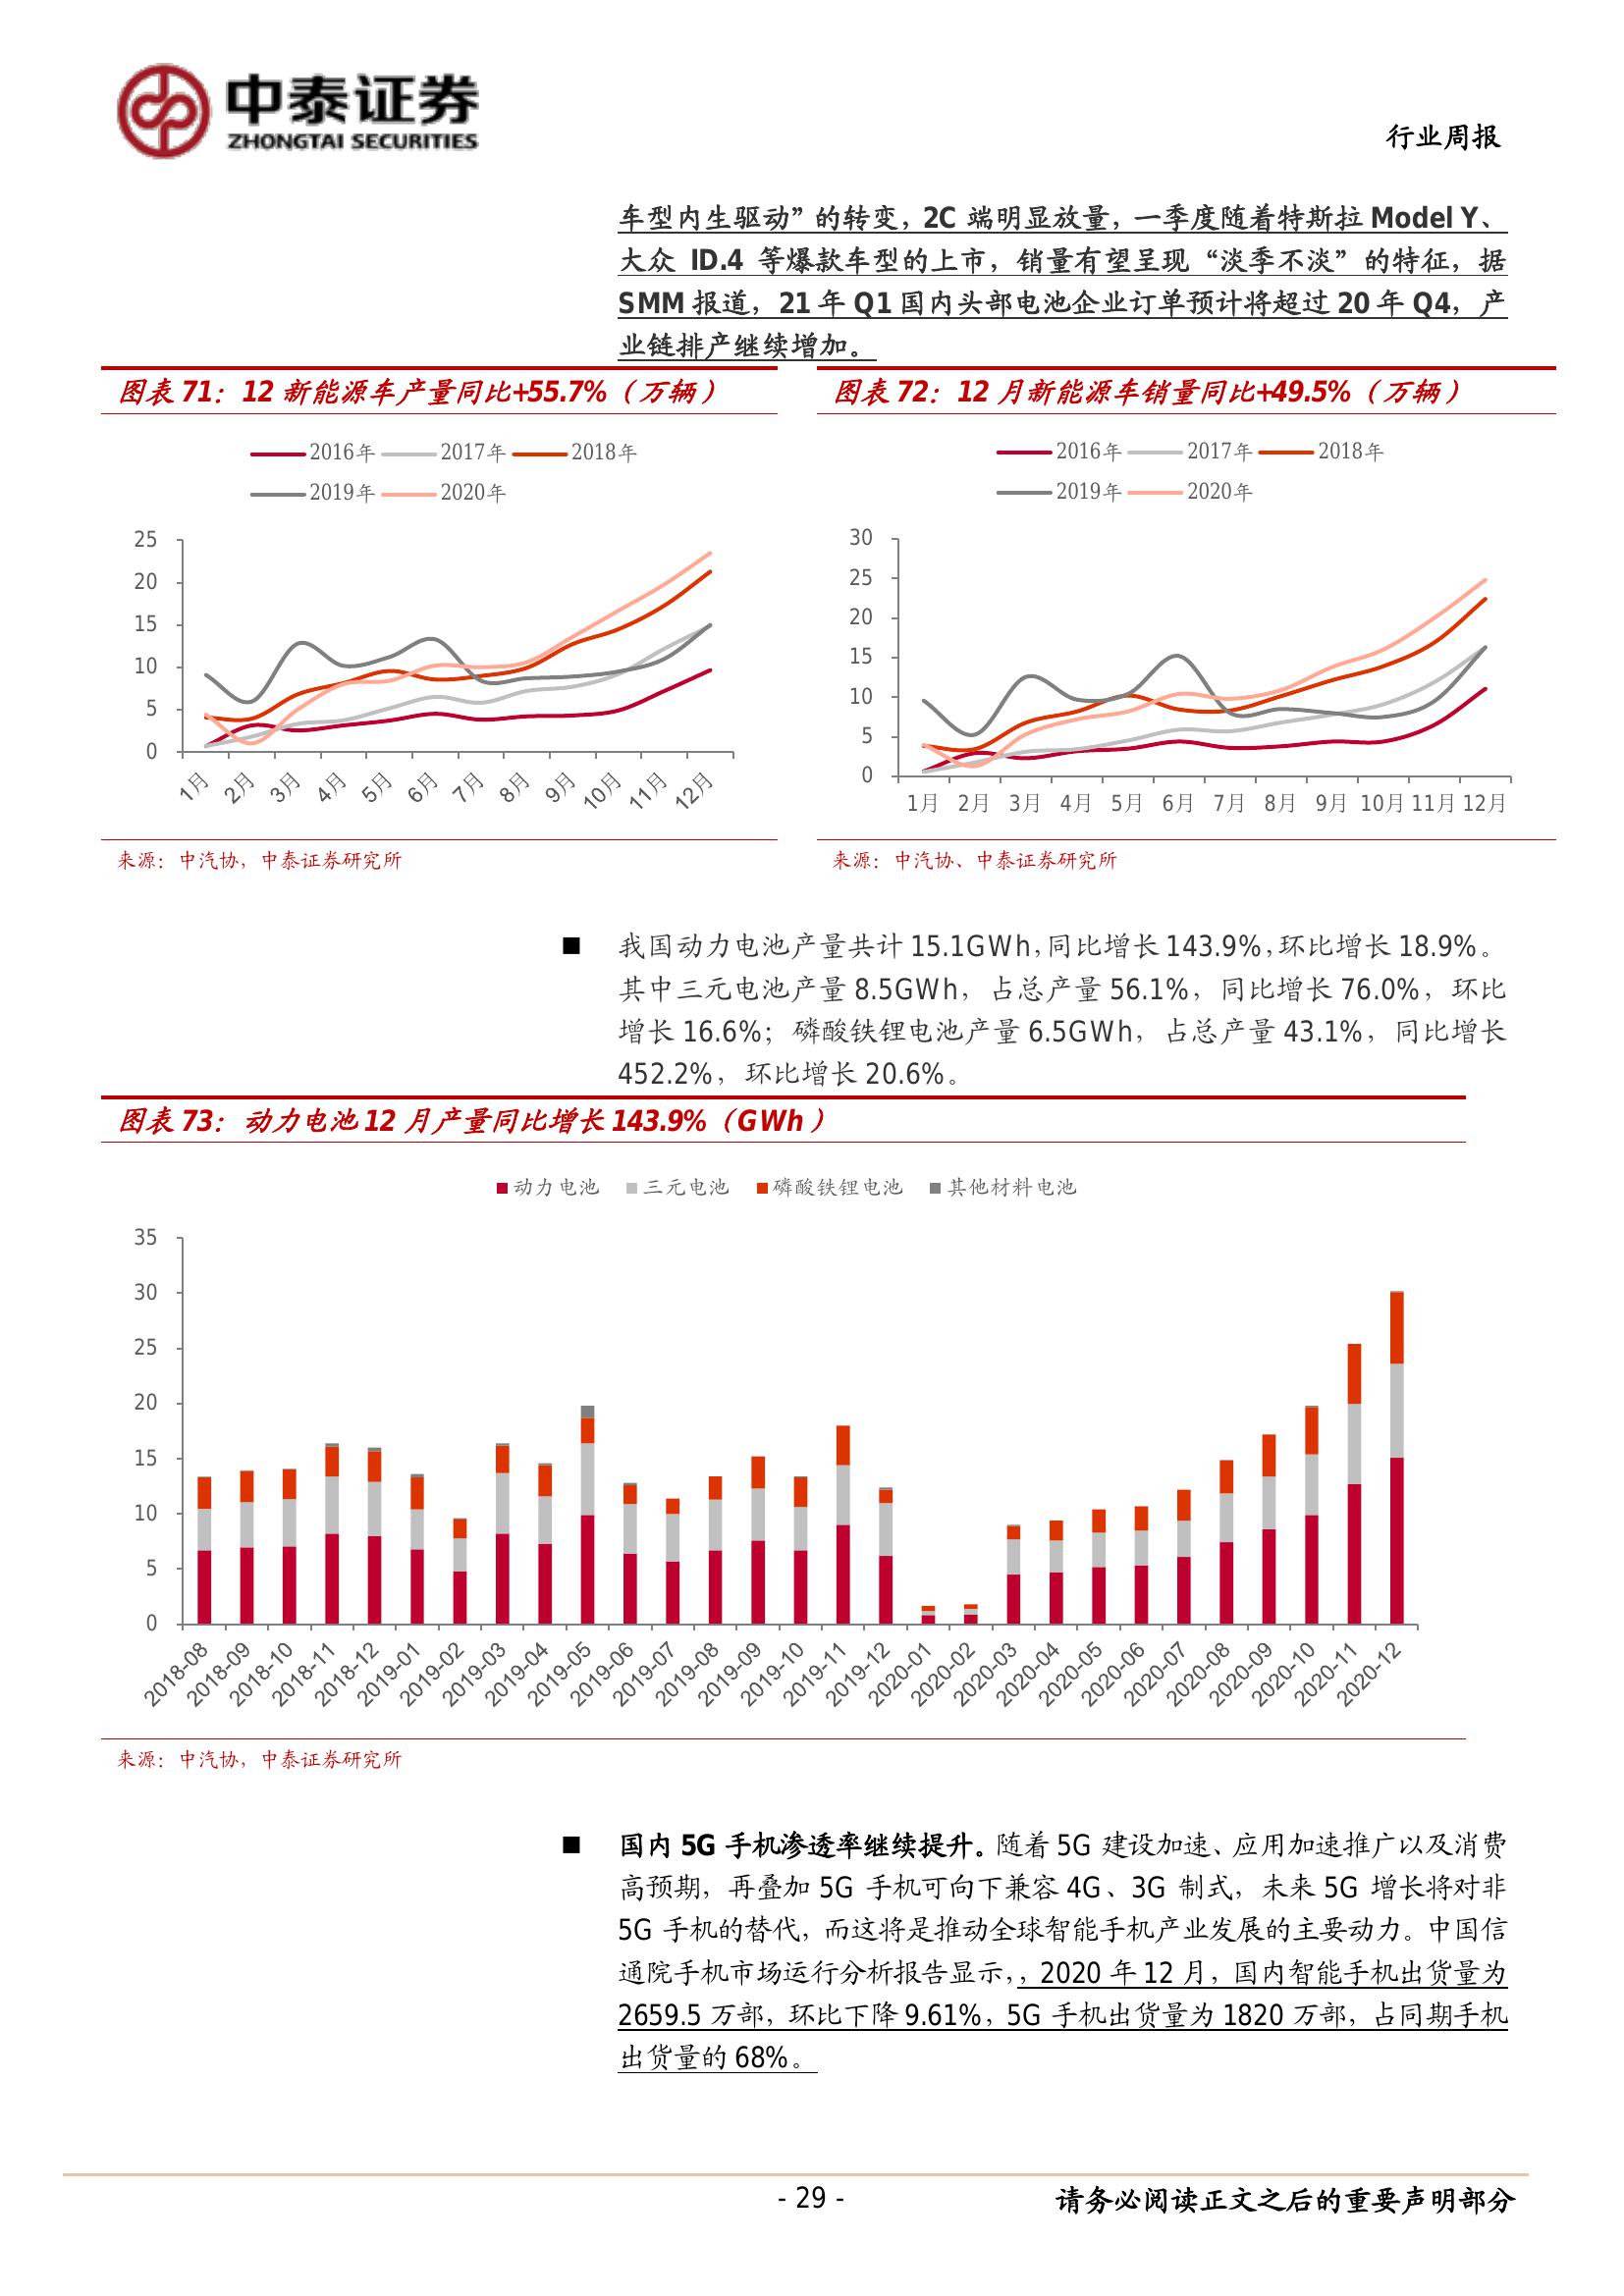 中泰证券
ZHONGTAI SECURITIES
行业周报
车型内生驱动”的转变，2C 端明显放量，一季度随着特斯拉 Model Y、
大众 ID.4 等爆款车型的上市，销量有望呈现“淡季不淡”的特征，据
SMM 报道，21 年 Q1 国内头部电池企业订单预计将超过 20 年 Q4，产
业链排产继续增加。
图表 71：12 新能源车产量同比+55.7%（万辆）
2016年 2017年 2018年
2019年 2020年
25
20
15
10
5
0
1月 2月 3月 4月 5月 6月 7月 8月 9月 10月 11月 12月
来源：中汽协，中泰证券研究所
图表 72：12 月新能源车销量同比+49.5%（万辆）
2016年 2017年 2018年
2019年 2020年
30
25
20
15
10
5
0
1月 2月 3月 4月 5月 6月 7月 8月 9月 10月 11月 12月
来源：中汽协、中泰证券研究所
■ 我国动力电池产量共计 15.1GWh，同比增长 143.9%，环比增长 18.9%。
其中三元电池产量 8.5GWh，占总产量 56.1%，同比增长 76.0%，环比
增长 16.6%；磷酸铁锂电池产量 6.5GWh，占总产量 43.1%，同比增长
452.2%，环比增长 20.6%。
图表 73：动力电池 12 月产量同比增长 143.9%（GWh）
动力电池 三元电池 磷酸铁锂电池 其他材料电池
35
30
25
20
15
10
5
0
2018-08 2018-09 2018-10 2018-11 2018-12 2019-01 2019-02 2019-03 2019-04 2019-05 2019-06 2019-07 2019-08 2019-09 2019-10 2019-11 2019-12 2020-01 2020-02 2020-03 2020-04 2020-05 2020-06 2020-07 2020-08 2020-09 2020-10 2020-11 2020-12
来源：中汽协，中泰证券研究所
■ 国内 5G 手机渗透率继续提升。随着 5G 建设加速、应用加速推广以及消费
高预期，再叠加 5G 手机可向下兼容 4G、3G 制式，未来 5G 增长将对非
5G 手机的替代，而这将是推动全球智能手机产业发展的主要动力。中国信
通院手机市场运行分析报告显示，，2020 年 12 月，国内智能手机出货量为
2659.5 万部，环比下降 9.61%，5G 手机出货量为 1820 万部，占同期手机
出货量的 68%。
- 29 -
请务必阅读正文之后的重要声明部分